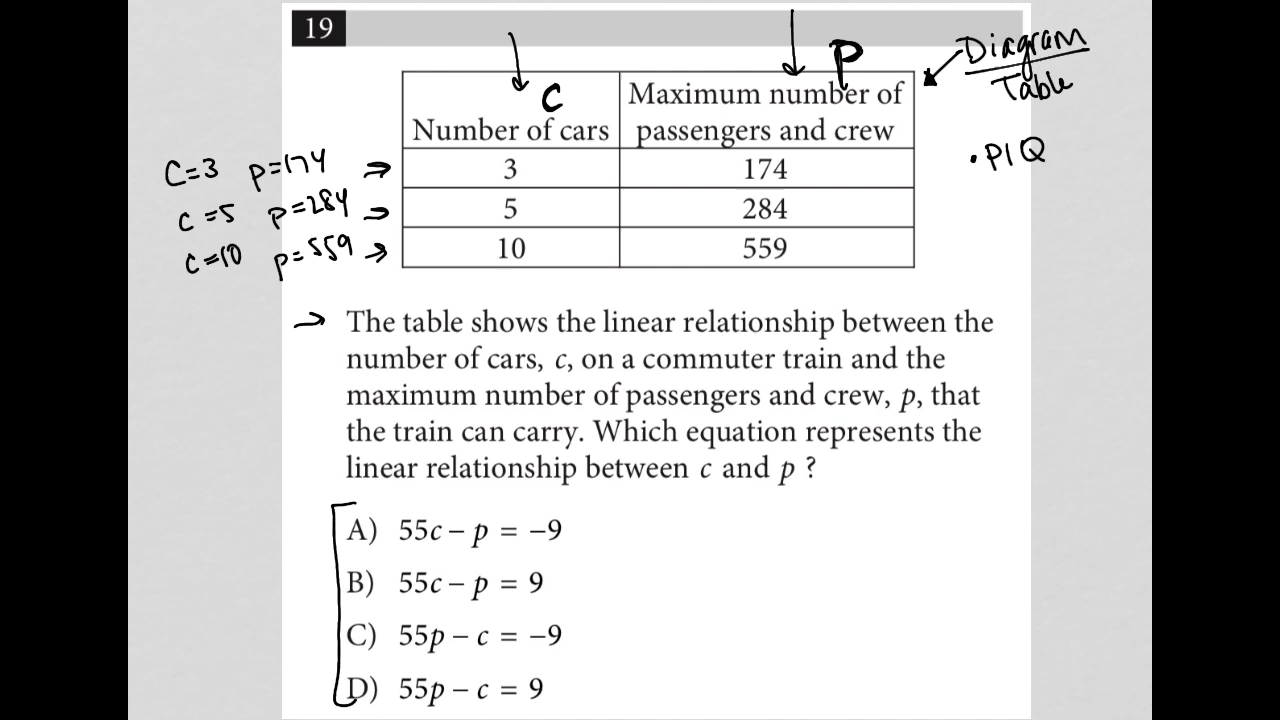 19
C
P
Diagram
Table
Number of cars
Maximum number of
passengers and crew
C=3 p=174
3
174
• PIQ
c=5 p=284
5
284
c=10 p=559
10
559
The table shows the linear relationship between the
number of cars, c, on a commuter train and the
maximum number of passengers and crew, p, that
the train can carry. Which equation represents the
linear relationship between c and p ?
A) 55c – p = –9
B) 55c – p = 9
C) 55p – c = –9
D) 55p – c = 9